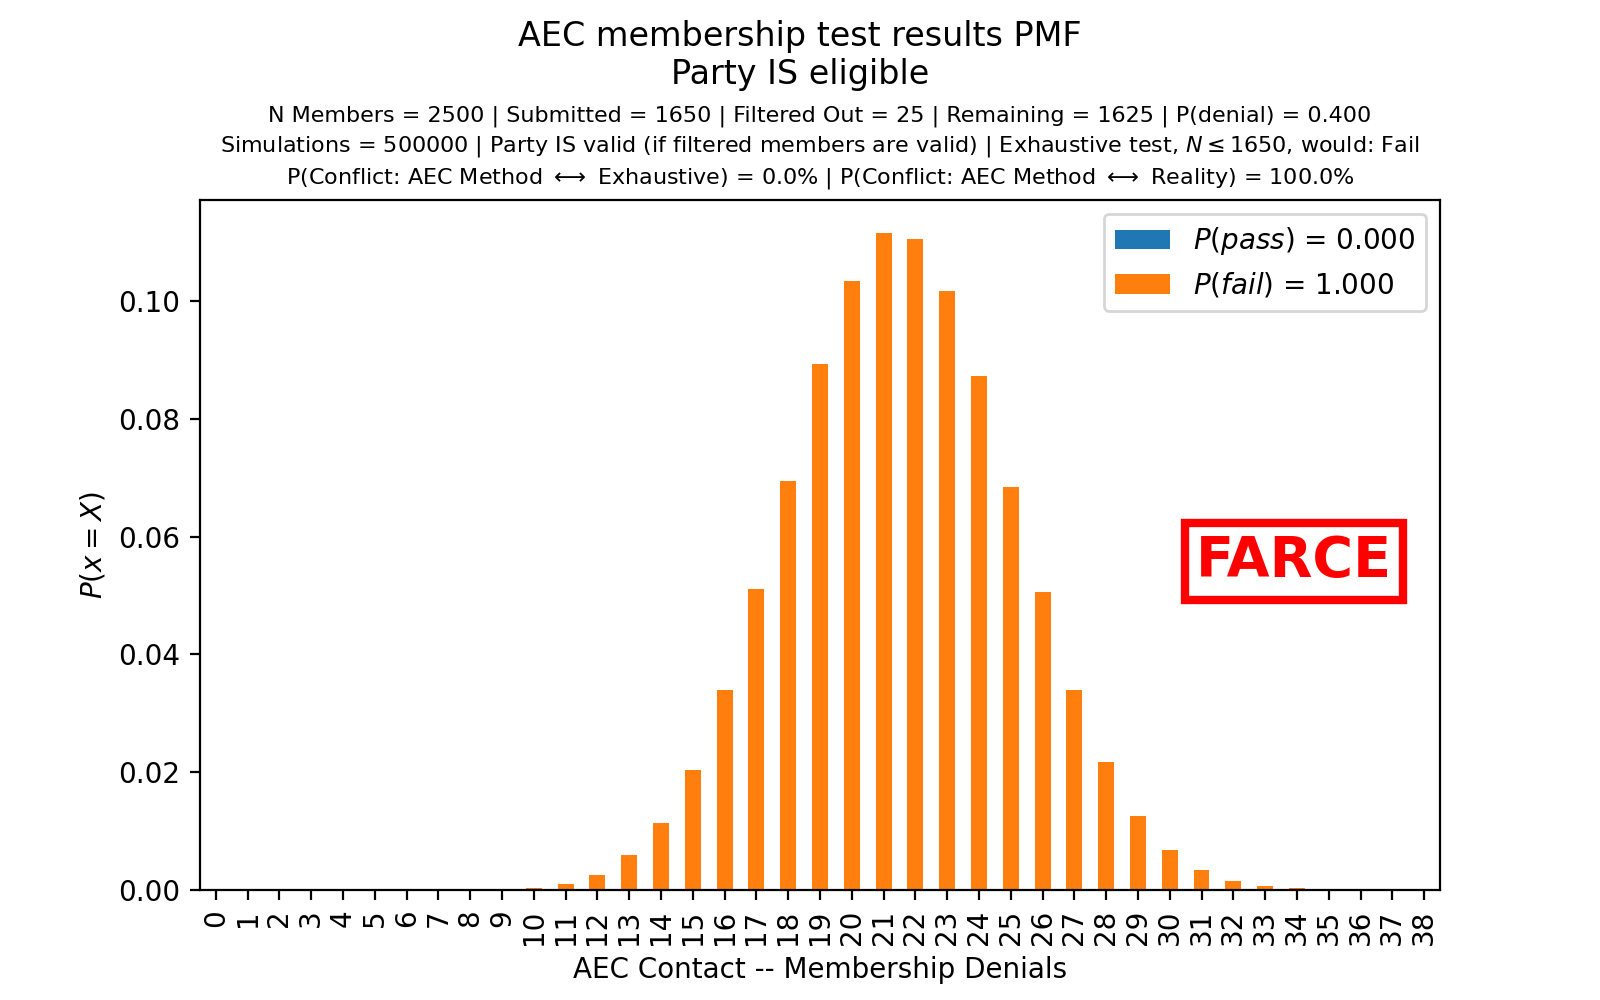 AEC membership test results PMF
Party IS eligible
N Members = 2500 | Submitted = 1650 | Filtered Out = 25 | Remaining = 1625 | P(denial) = 0.400
Simulations = 500000 | Party IS valid (if filtered members are valid) | Exhaustive test, N ≤ 1650, would: Fail
P(Conflict: AEC Method ⟷ Exhaustive) = 0.0% | P(Conflict: AEC Method ⟷ Reality) = 100.0%
P(pass) = 0.000
P(fail) = 1.000
0.10
0.08
0.06
0.04
0.02
0.00
P(x = X)
FARCE
0 1 2 3 4 5 6 7 8 9 10 11 12 13 14 15 16 17 18 19 20 21 22 23 24 25 26 27 28 29 30 31 32 33 34 35 36 37 38
AEC Contact -- Membership Denials